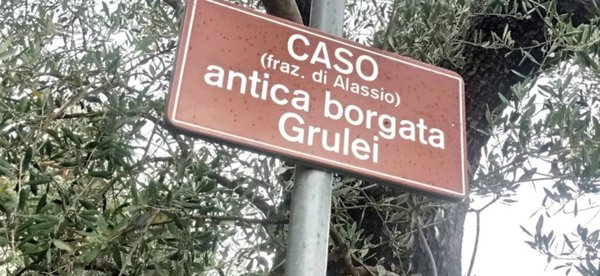 CASO
(fraz. di Alassio)
antica borgata
Grulei